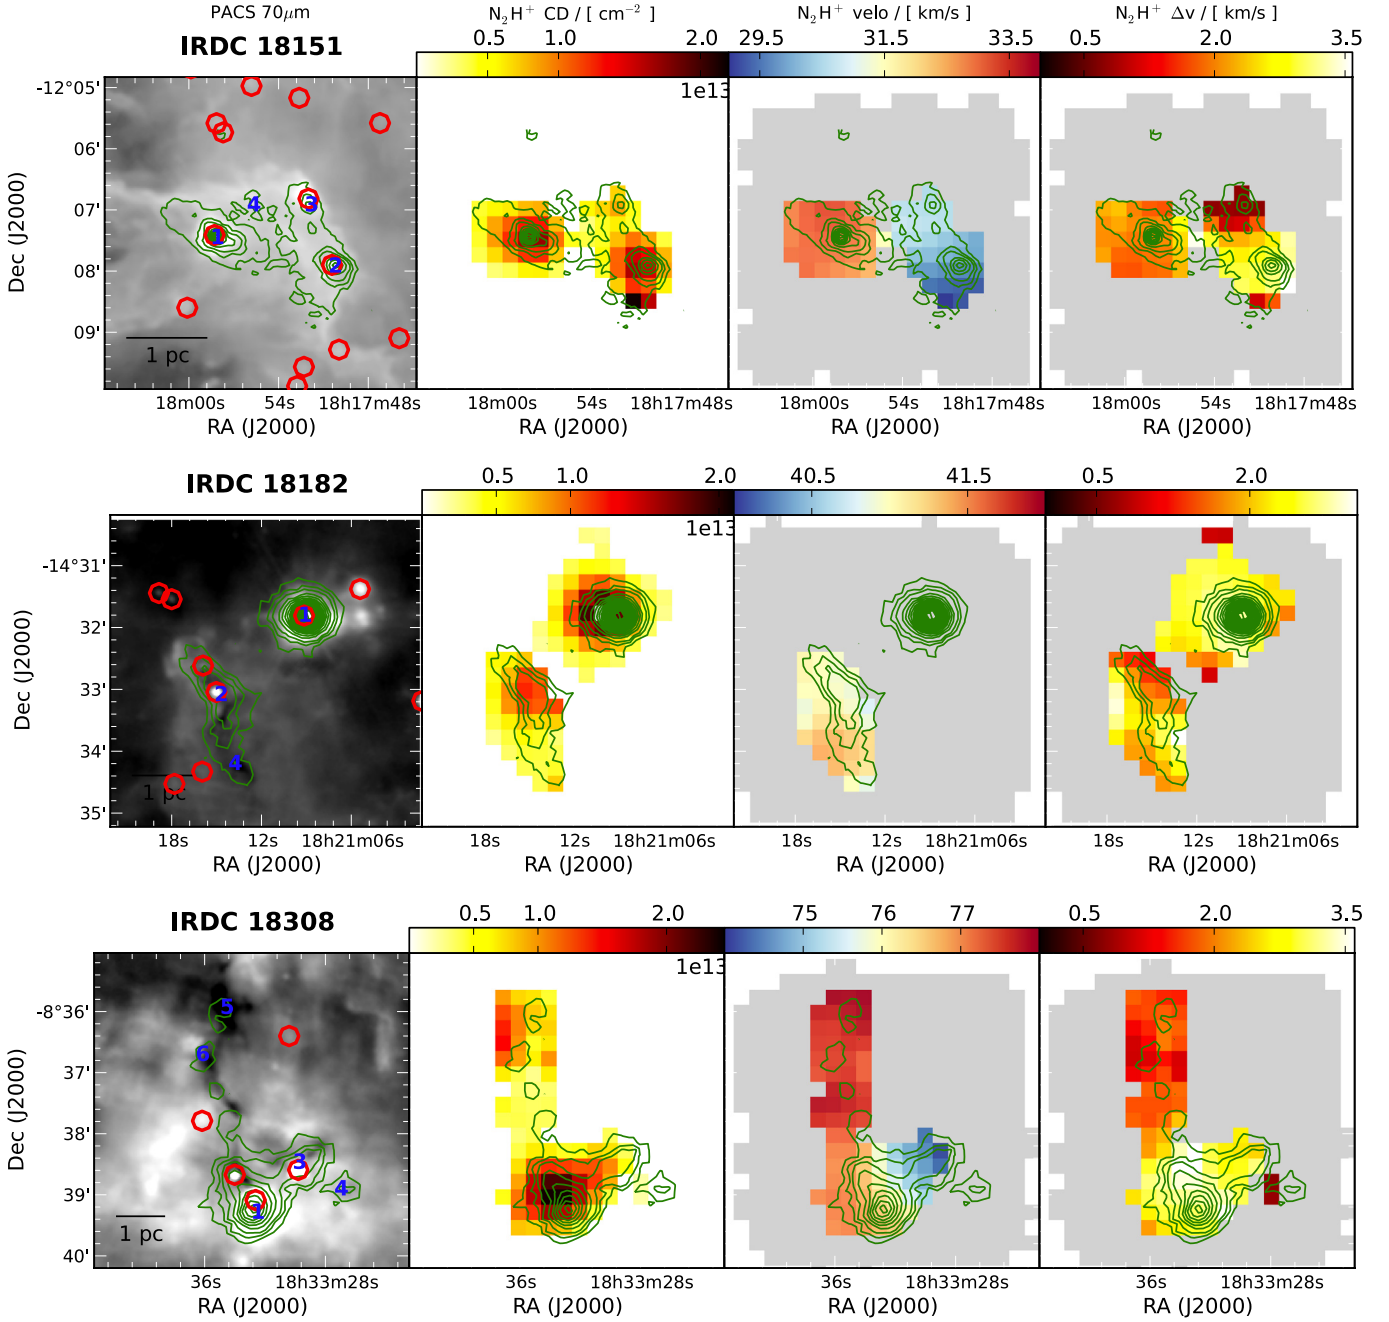 PACS 70μm
N₂H⁺ CD / [ cm⁻² ]
N₂H⁺ velo / [ km/s ]
N₂H⁺ Δv / [ km/s ]
IRDC 18151
0.5 1.0 2.0
29.5 31.5 33.5
0.5 2.0 3.5
1e13
-12°05'
06'
07'
08'
09'
Dec (J2000)
4
3
1
2
1 pc
18m00s 54s 18h17m48s
18m00s 54s 18h17m48s
18m00s 54s 18h17m48s
18m00s 54s 18h17m48s
RA (J2000)
RA (J2000)
RA (J2000)
RA (J2000)
IRDC 18182
0.5 1.0 2.0
40.5 41.5
0.5 2.0
1e13
-14°31'
32'
33'
34'
35'
Dec (J2000)
1
2
4
1 pc
18s 12s 18h21m06s
18s 12s 18h21m06s
18s 12s 18h21m06s
18s 12s 18h21m06s
RA (J2000)
RA (J2000)
RA (J2000)
RA (J2000)
IRDC 18308
0.5 1.0 2.0
75 76 77
0.5 2.0 3.5
1e13
-8°36'
37'
38'
39'
40'
Dec (J2000)
5
6
3
4
1
1 pc
36s 18h33m28s
36s 18h33m28s
36s 18h33m28s
36s 18h33m28s
RA (J2000)
RA (J2000)
RA (J2000)
RA (J2000)